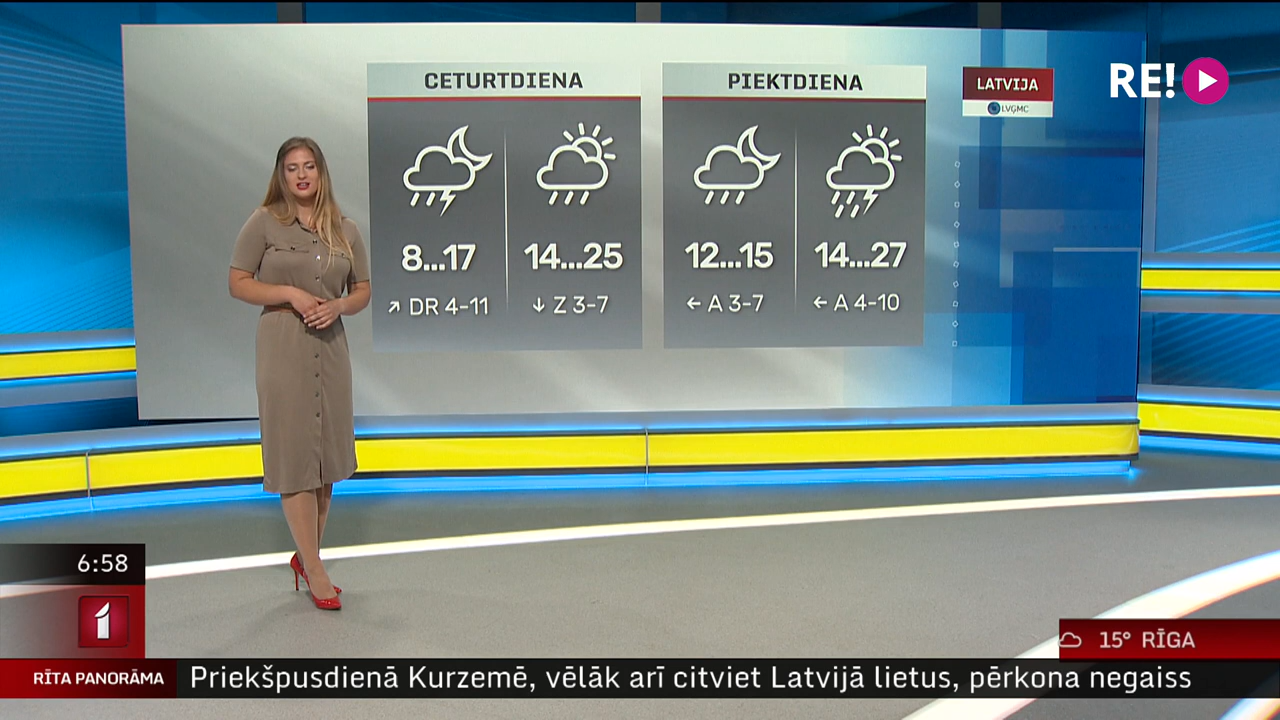 CETURTDIENA
8...17
↗ DR 4-11
14...25
↓ Z 3-7
PIEKTDIENA
12...15
← A 3-7
14...27
← A 4-10
LATVIJA
LVĢMC
RE!
6:58
1
15° RĪGA
RĪTA PANORĀMA
Priekšpusdienā Kurzemē, vēlāk arī citviet Latvijā lietus, pērkona negaiss